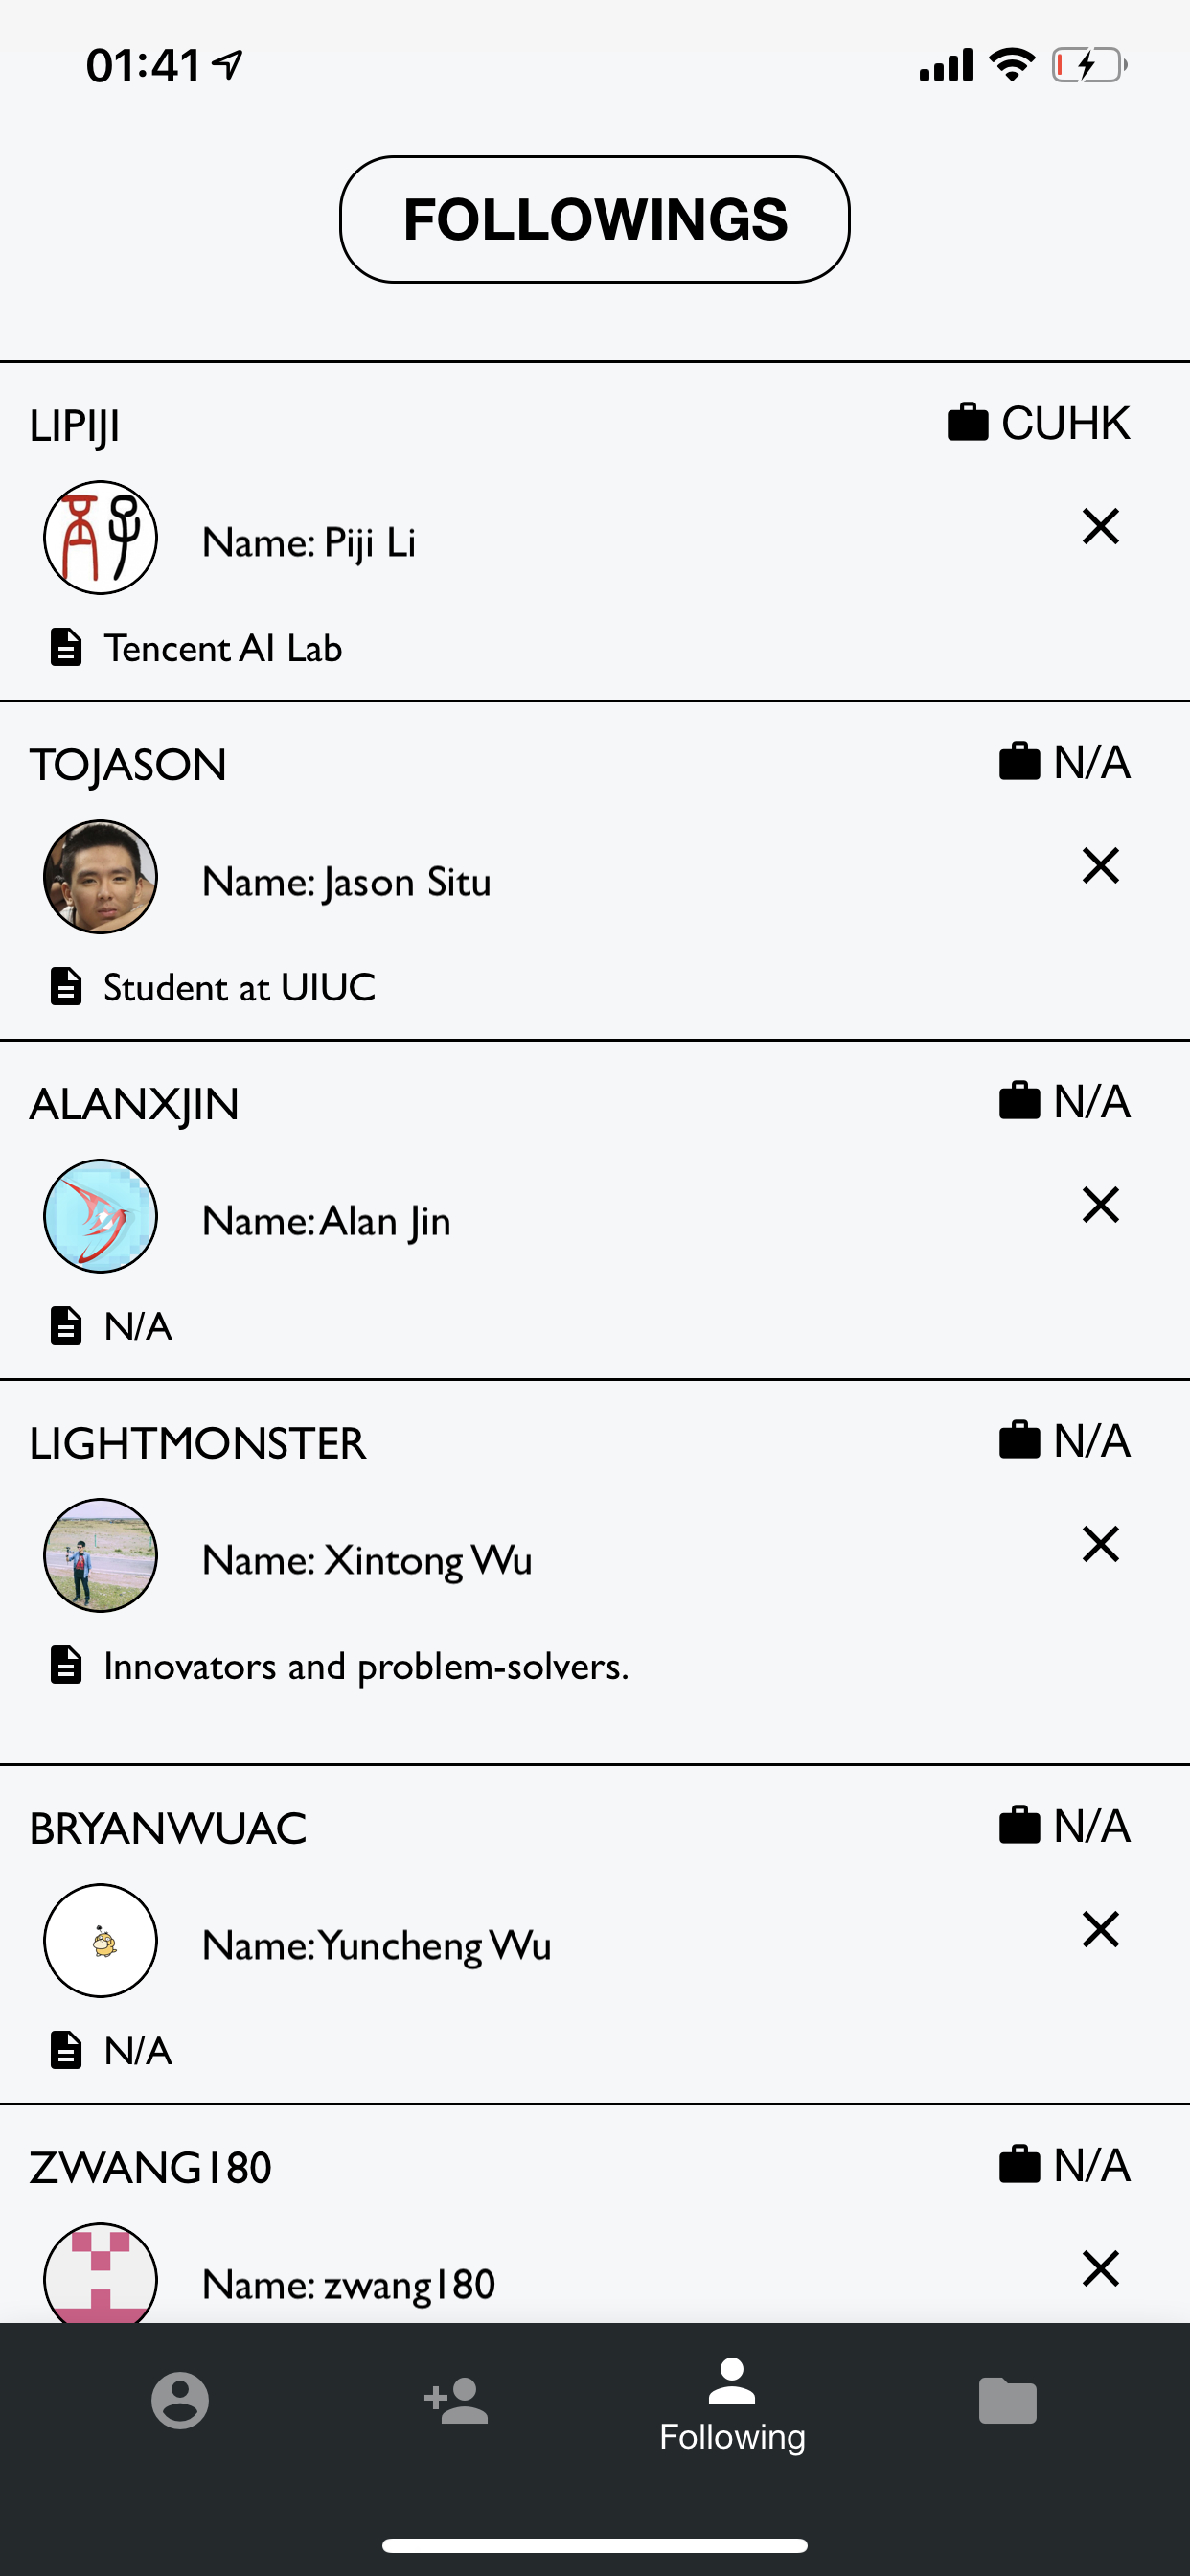 01:41
FOLLOWINGS
LIPIJI
CUHK
Name: Piji Li
Tencent AI Lab
TOJASON
N/A
Name: Jason Situ
Student at UIUC
ALANXJIN
N/A
Name: Alan Jin
N/A
LIGHTMONSTER
N/A
Name: Xintong Wu
Innovators and problem-solvers.
BRYANWUAC
N/A
Name: Yuncheng Wu
N/A
ZWANG180
N/A
Name: zwang180
Following